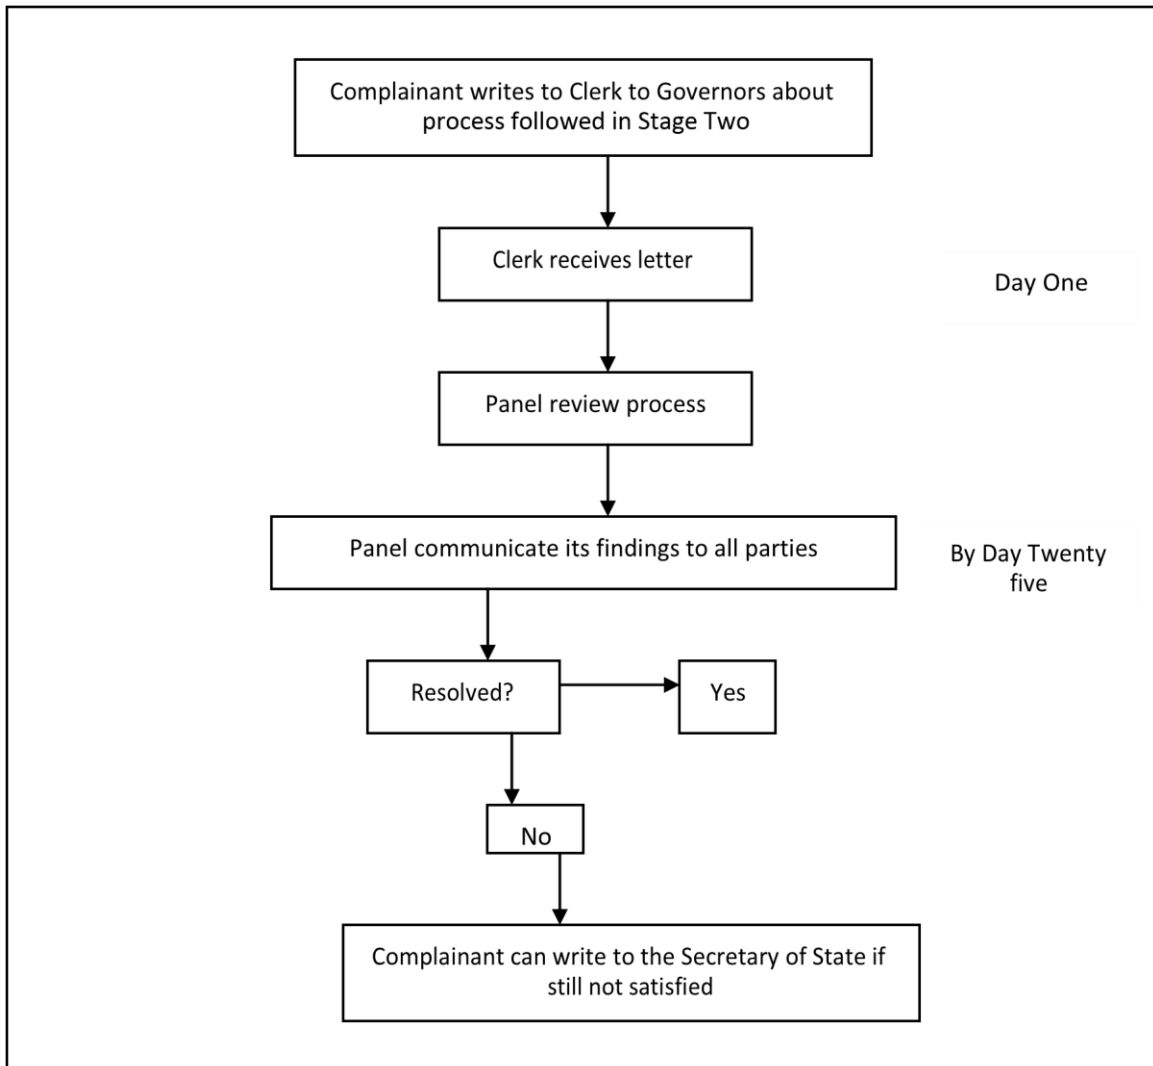 Complainant writes to Clerk to Governors about
process followed in Stage Two
Clerk receives letter
Day One
Panel review process
Panel communicate its findings to all parties
By Day Twenty
five
Resolved?
Yes
No
Complainant can write to the Secretary of State if
still not satisfied